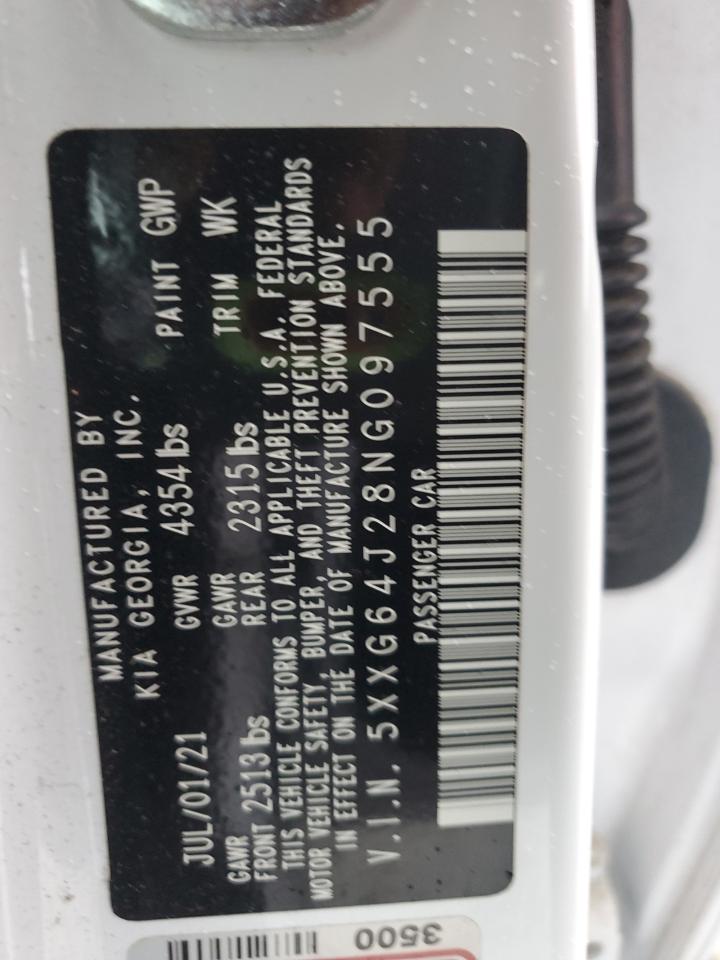 MANUFACTURED BY
KIA GEORGIA, INC.
JUL/01/21 GVWR 4354 lbs PAINT GWP
GAWR GAWR
FRONT 2513 lbs REAR 2315 lbs TRIM WK
THIS VEHICLE CONFORMS TO ALL APPLICABLE U.S.A. FEDERAL
MOTOR VEHICLE SAFETY, BUMPER, AND THEFT PREVENTION STANDARDS
IN EFFECT ON THE DATE OF MANUFACTURE SHOWN ABOVE.
V.I.N. 5XXG64J28NG097555
PASSENGER CAR
3500